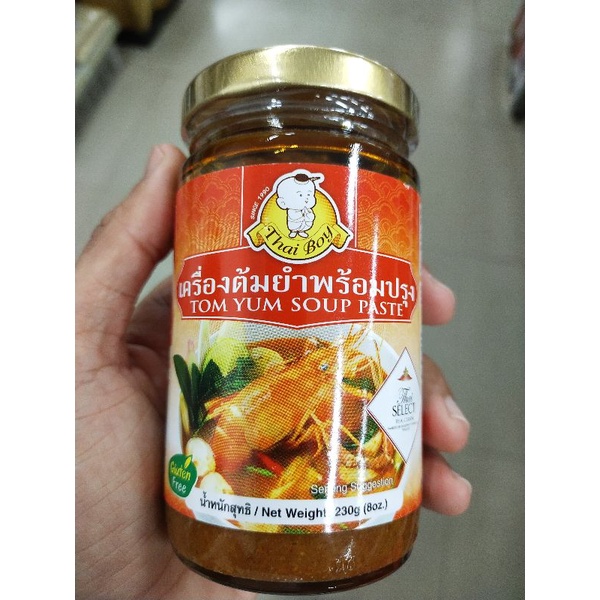 SINCE 1990
Thai Boy
เครื่องต้มยำพร้อมปรุง
TOM YUM SOUP PASTE
Thai
SELECT
Gluten
Free
Serving Suggestion
น้ำหนักสุทธิ / Net Weight 230g (8oz.)